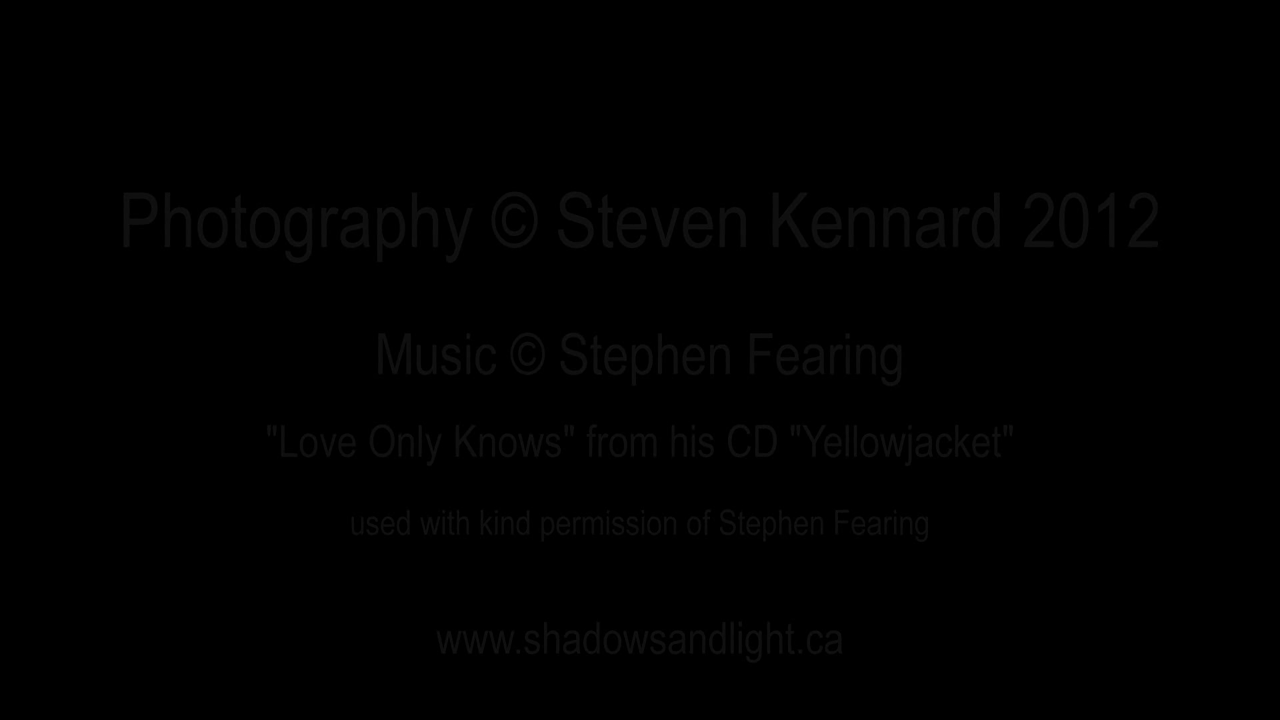 Photography © Steven Kennard 2012
Music © Stephen Fearing
"Love Only Knows" from his CD "Yellowjacket"
used with kind permission of Stephen Fearing
www.shadowsandlight.ca